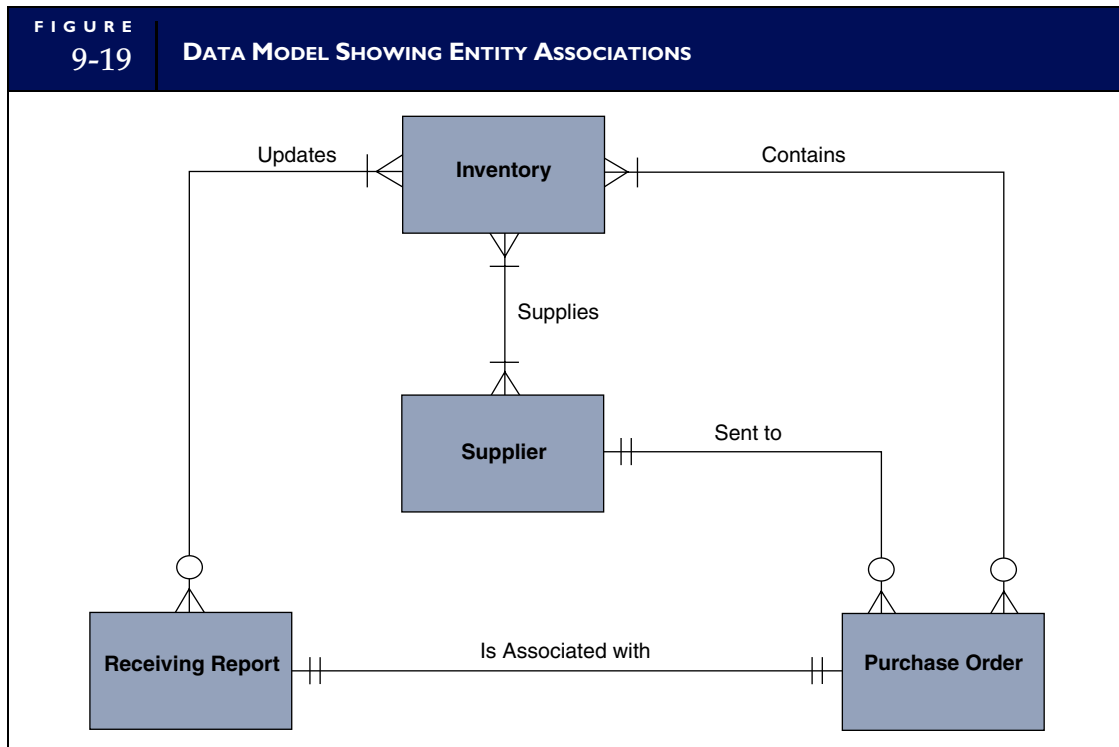 FIGURE
9-19
DATA MODEL SHOWING ENTITY ASSOCIATIONS
Updates
Inventory
Contains
Supplies
Supplier
Sent to
Receiving Report
Is Associated with
Purchase Order